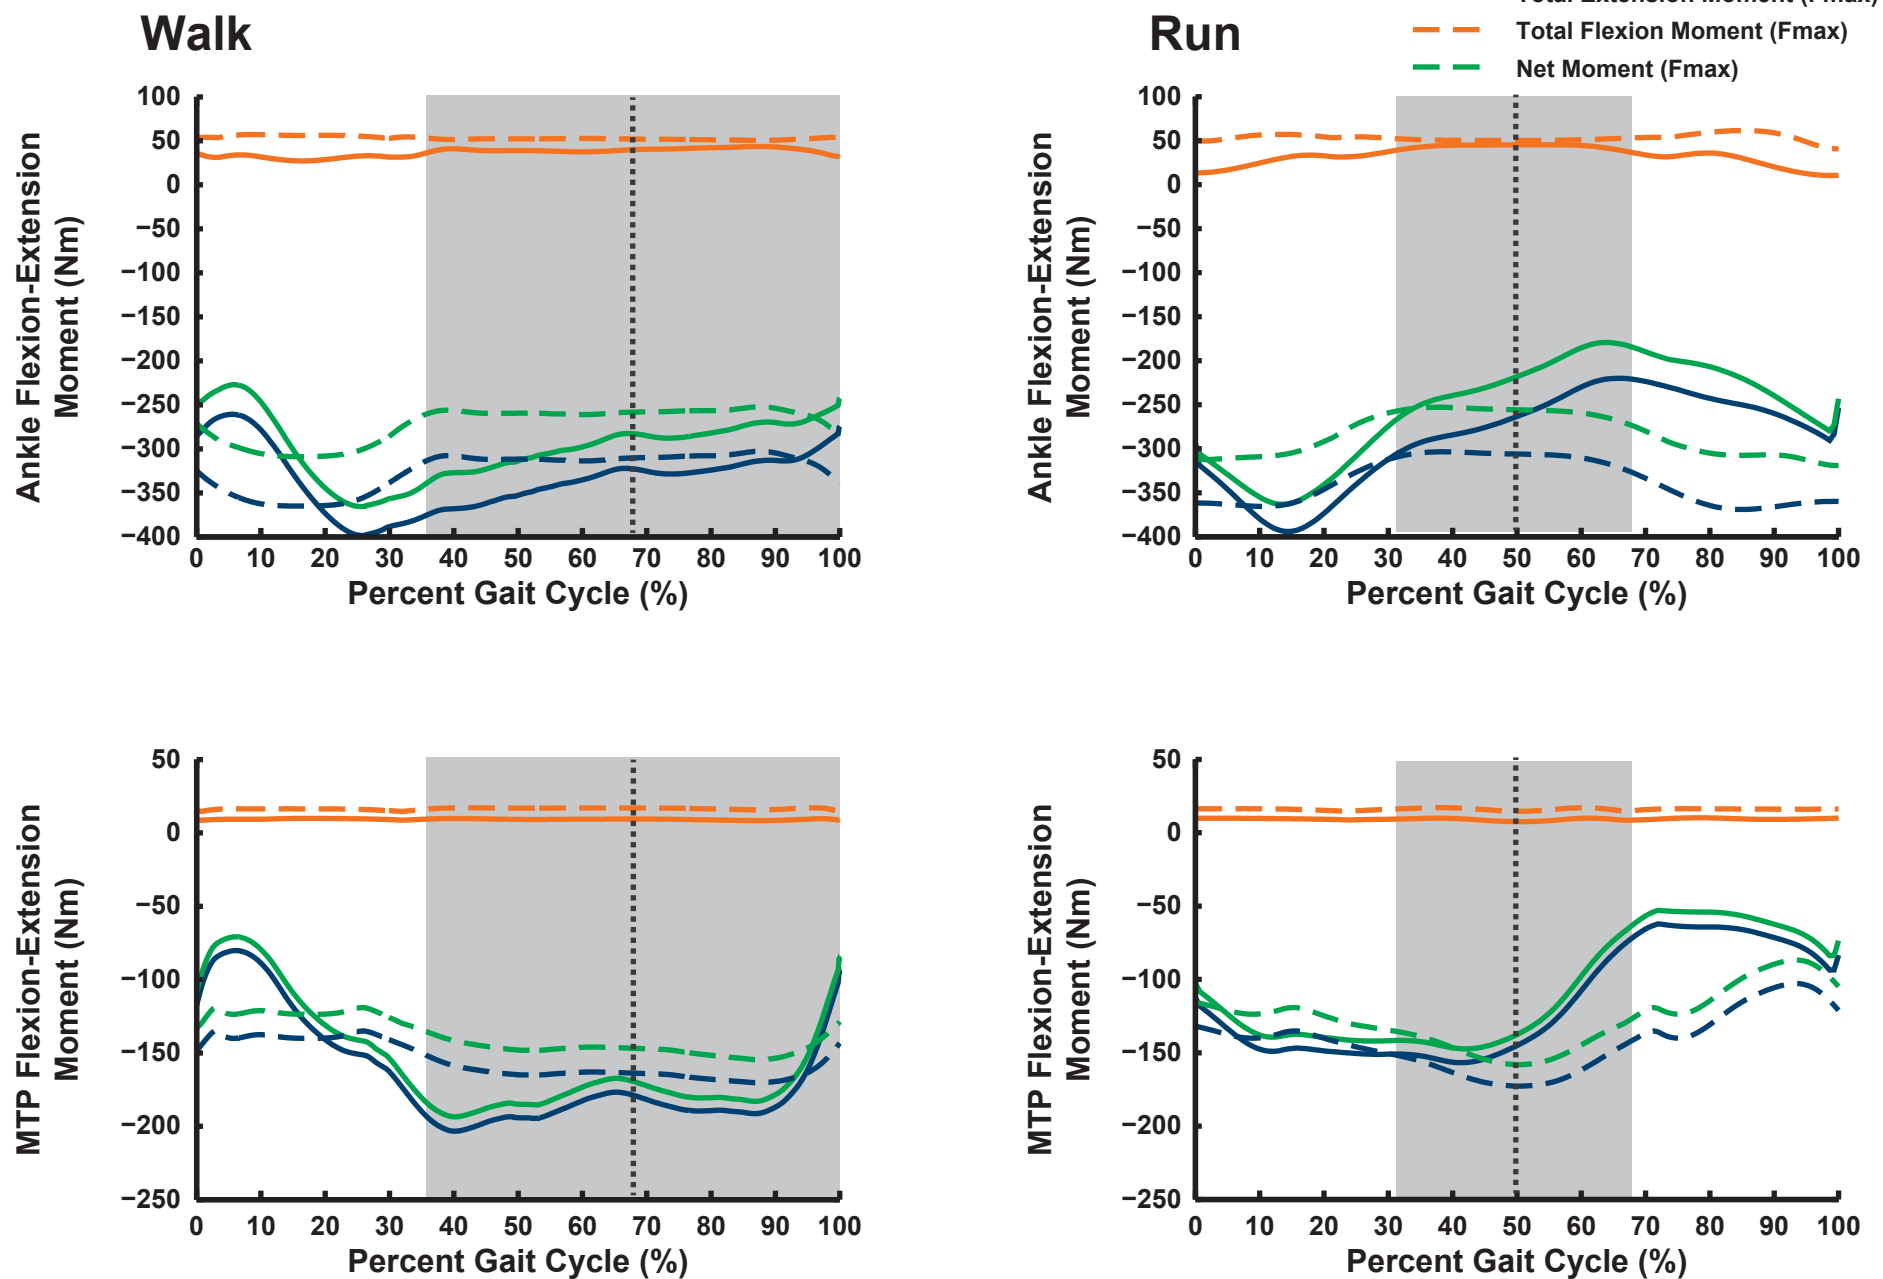 Total Extension Moment (Fmax)
Walk
Run
Total Flexion Moment (Fmax)
Net Moment (Fmax)
Ankle Flexion-Extension
Moment (Nm)
100
50
0
−50
−100
−150
−200
−250
−300
−350
−400
0 10 20 30 40 50 60 70 80 90 100
Percent Gait Cycle (%)
Ankle Flexion-Extension
Moment (Nm)
100
50
0
−50
−100
−150
−200
−250
−300
−350
−400
0 10 20 30 40 50 60 70 80 90 100
Percent Gait Cycle (%)
MTP Flexion-Extension
Moment (Nm)
50
0
−50
−100
−150
−200
−250
0 10 20 30 40 50 60 70 80 90 100
Percent Gait Cycle (%)
MTP Flexion-Extension
Moment (Nm)
50
0
−50
−100
−150
−200
−250
0 10 20 30 40 50 60 70 80 90 100
Percent Gait Cycle (%)